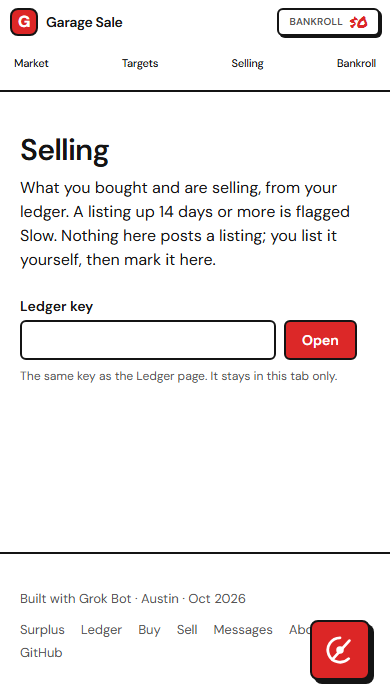 G Garage Sale
BANKROLL $0
Market Targets Selling Bankroll
Selling
What you bought and are selling, from your
ledger. A listing up 14 days or more is flagged
Slow. Nothing here posts a listing; you list it
yourself, then mark it here.
Ledger key
Open
The same key as the Ledger page. It stays in this tab only.
Built with Grok Bot · Austin · Oct 2026
Surplus Ledger Buy Sell Messages
GitHub